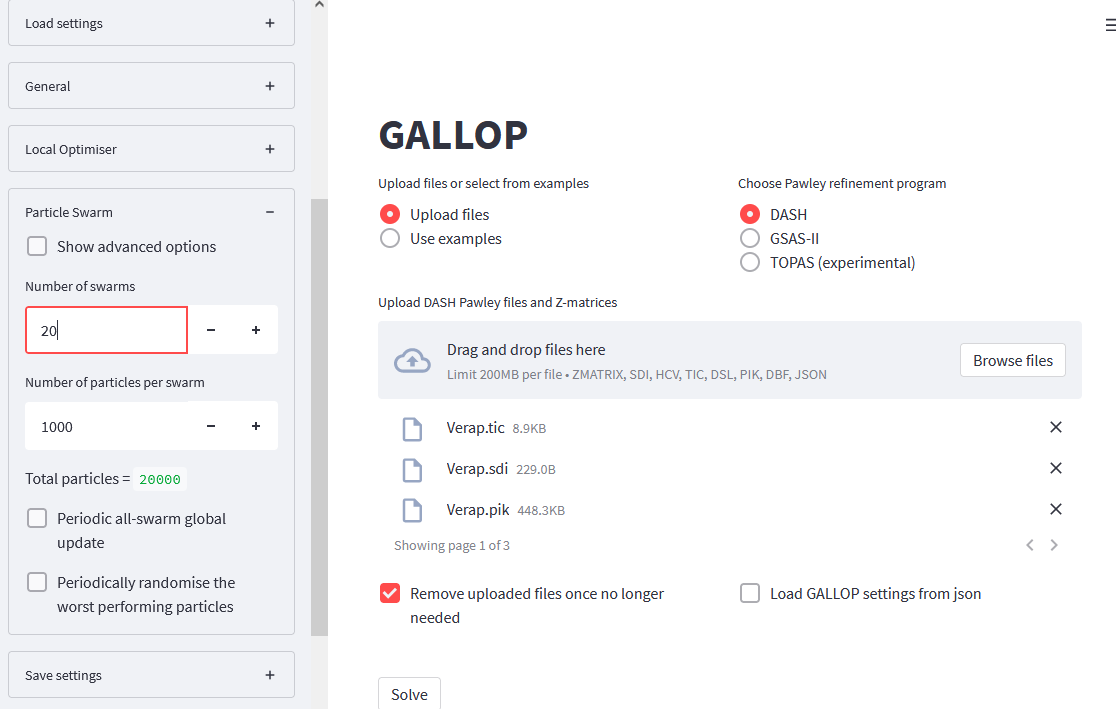 Load settings
General
Local Optimiser
Particle Swarm
Show advanced options
Number of swarms
20
Number of particles per swarm
1000
Total particles = 20000
Periodic all-swarm global
update
Periodically randomise the
worst performing particles
Save settings
GALLOP
Upload files or select from examples
Upload files
Use examples
Choose Pawley refinement program
DASH
GSAS-II
TOPAS (experimental)
Upload DASH Pawley files and Z-matrices
Drag and drop files here
Limit 200MB per file • ZMATRIX, SDI, HCV, TIC, DSL, PIK, DBF, JSON
Browse files
Verap.tic 8.9KB
Verap.sdi 229.0B
Verap.pik 448.3KB
Showing page 1 of 3
Remove uploaded files once no longer
needed
Load GALLOP settings from json
Solve